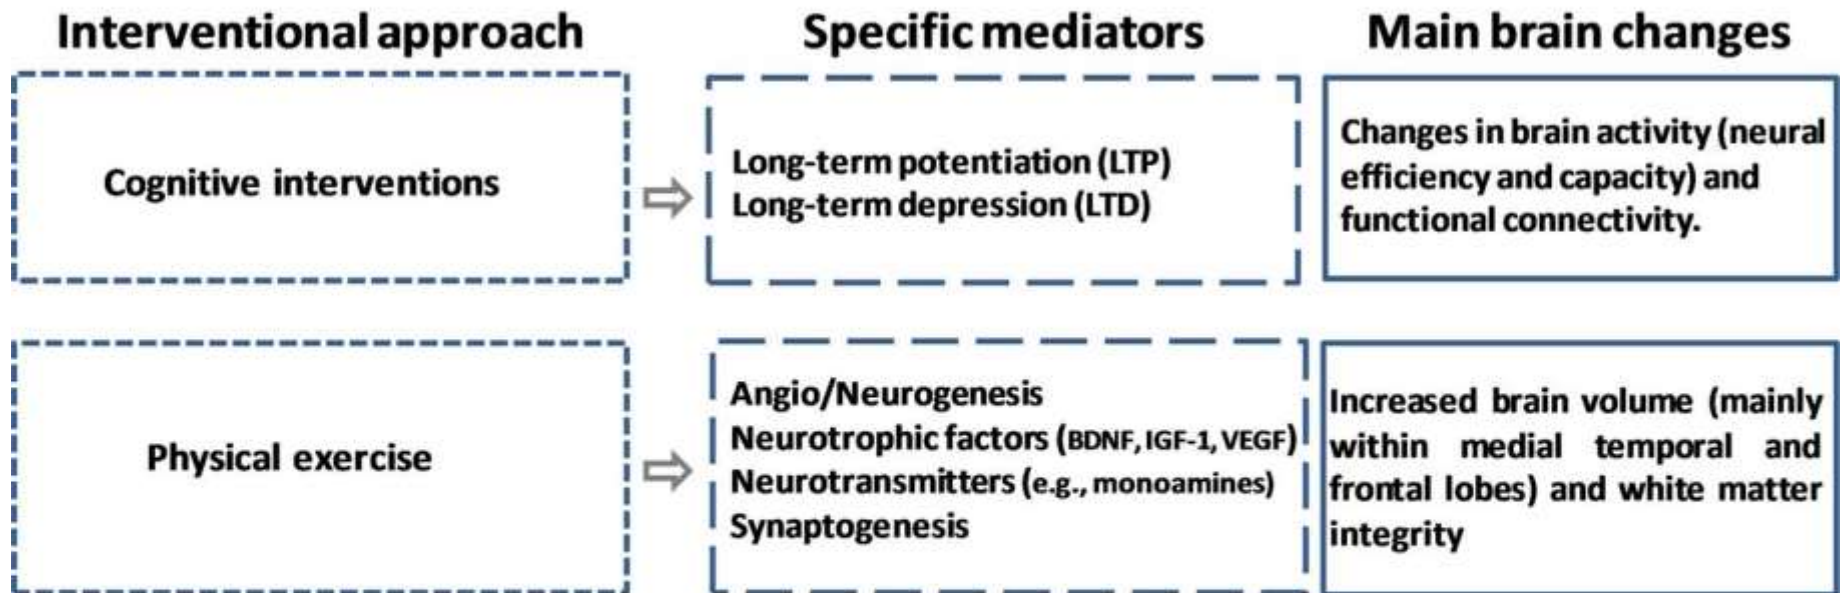 Interventional approach
Specific mediators
Main brain changes
Cognitive interventions
Long-term potentiation (LTP)
Long-term depression (LTD)
Changes in brain activity (neural
efficiency and capacity) and
functional connectivity.
Physical exercise
Angio/Neurogenesis
Neurotrophic factors (BDNF, IGF-1, VEGF)
Neurotransmitters (e.g., monoamines)
Synaptogenesis
Increased brain volume (mainly
within medial temporal and
frontal lobes) and white matter
integrity